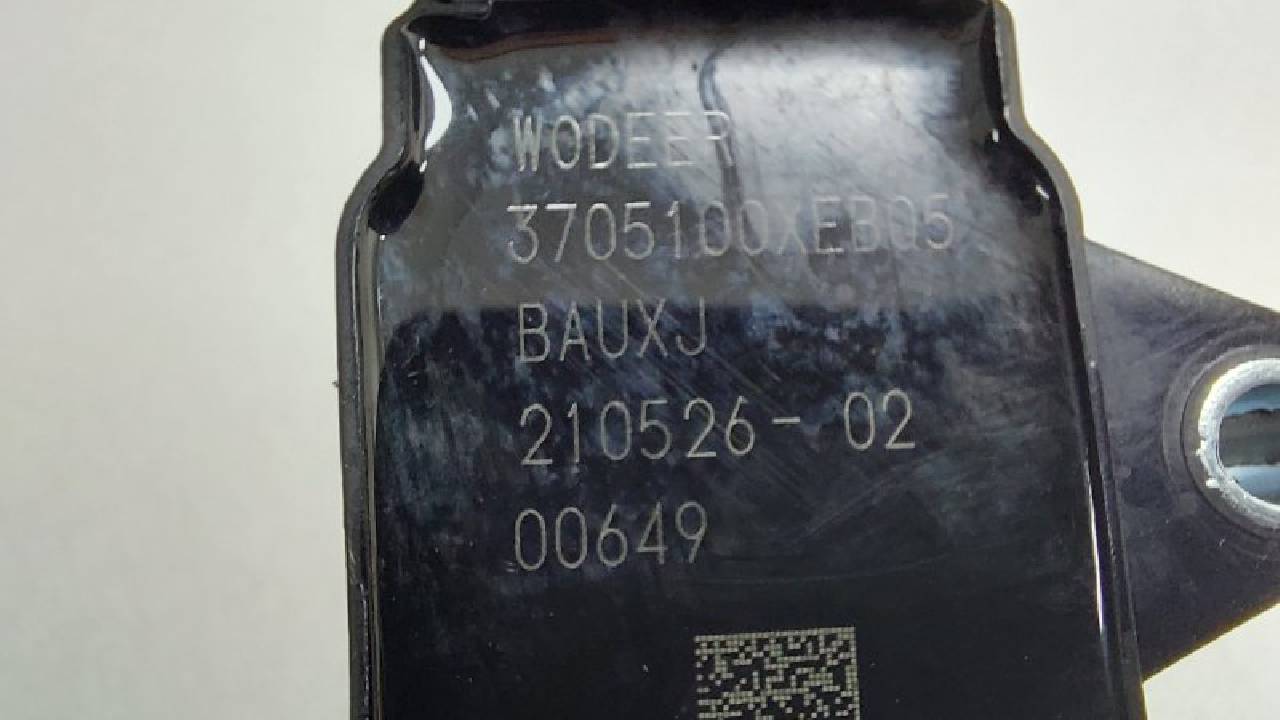 WODEER
3705100XEB05
BAUXJ
210526-02
00649